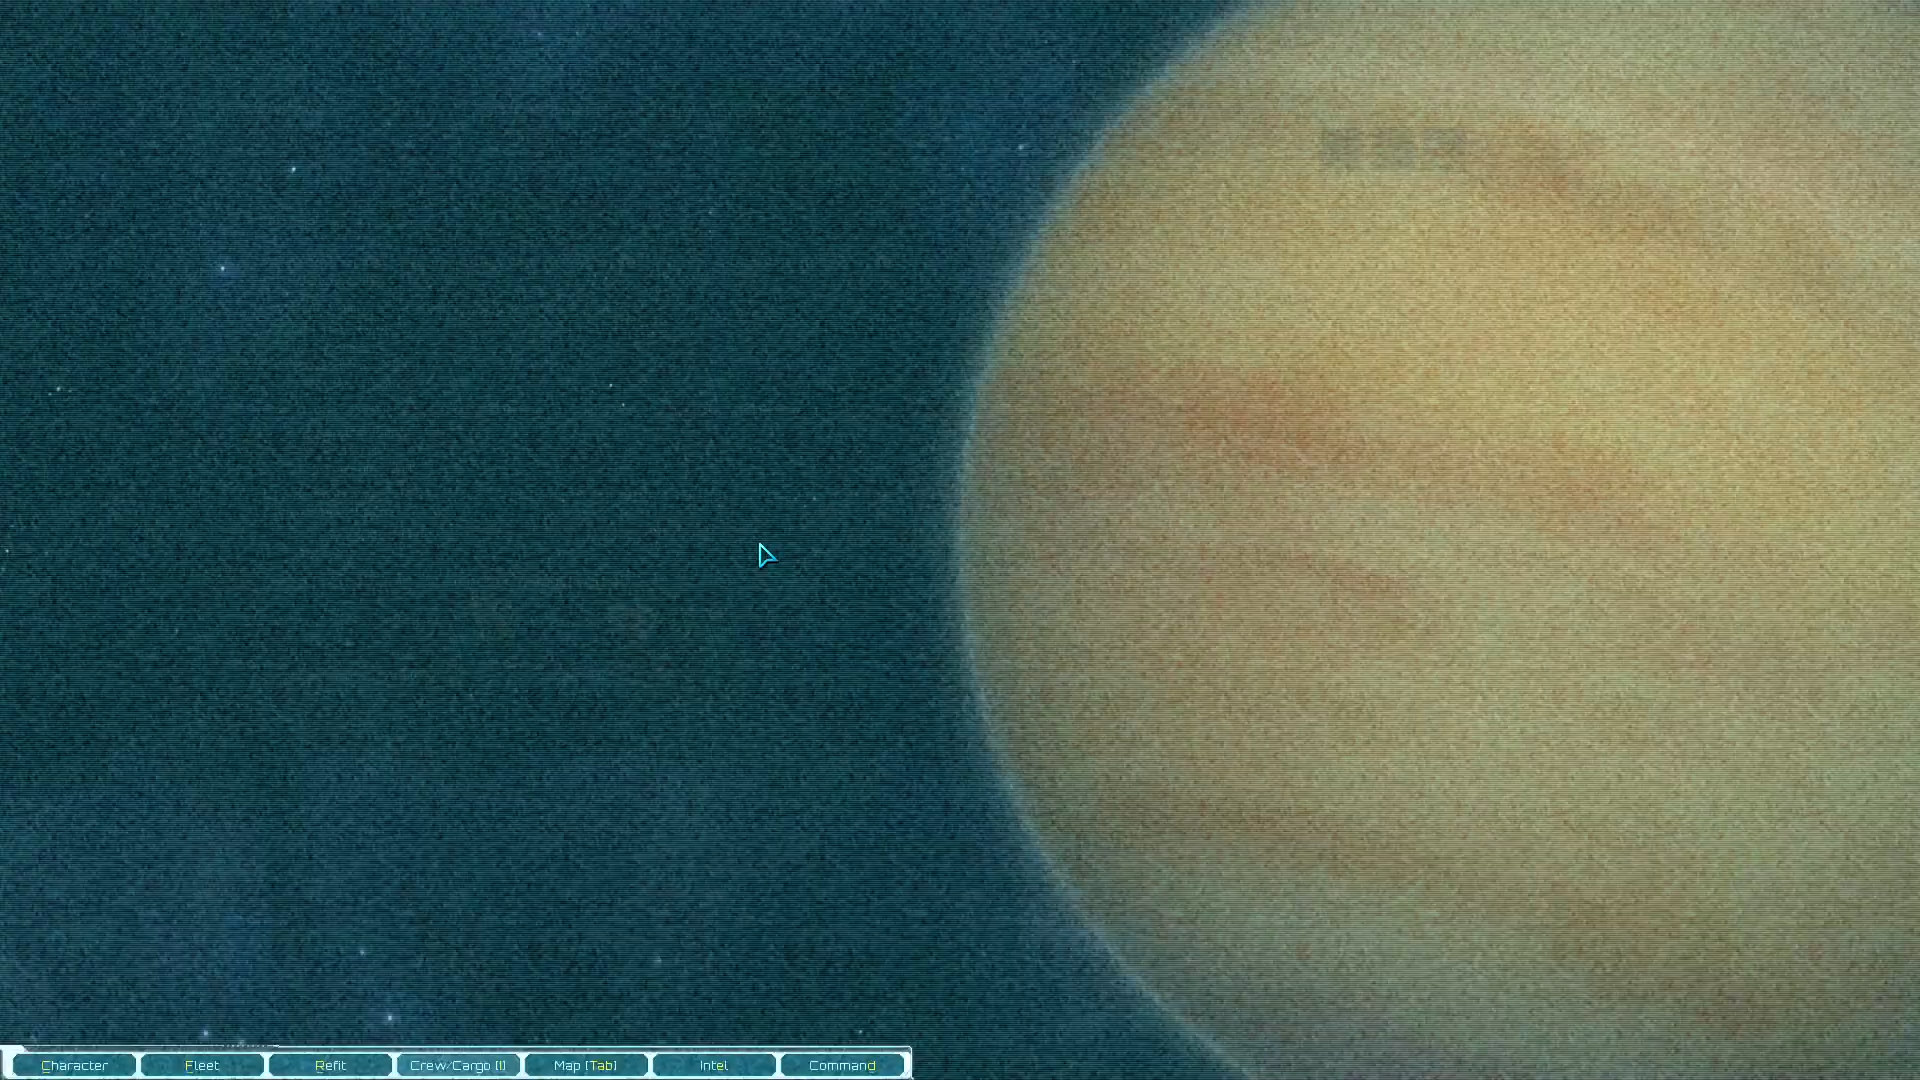 Character
Fleet
Refit
Crew/Cargo [I]
Map [Tab]
Intel
Command